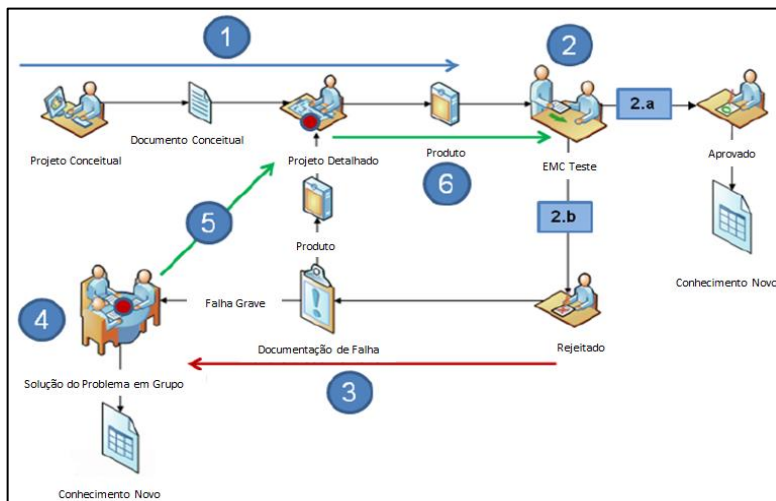 1
2
2.a
Documento Conceitual
Projeto Conceitual
Projeto Detalhado
Produto
EMC Teste
Aprovado
6
2.b
5
Produto
Conhecimento Novo
4
Falha Grave
Documentação de Falha
Rejeitado
3
Solução do Problema em Grupo
Conhecimento Novo